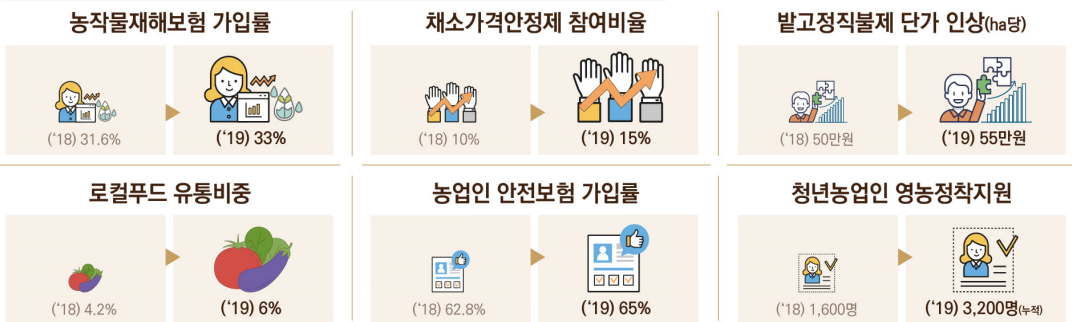 농작물재해보험 가입률
(‘18) 31.6%
(‘19) 33%
채소가격안정제 참여비율
(‘18) 10%
(‘19) 15%
밭고정직불제 단가 인상(ha당)
(‘18) 50만원
(‘19) 55만원
로컬푸드 유통비중
(‘18) 4.2%
(‘19) 6%
농업인 안전보험 가입률
(‘18) 62.8%
(‘19) 65%
청년농업인 영농정착지원
(‘18) 1,600명
(‘19) 3,200명(누적)